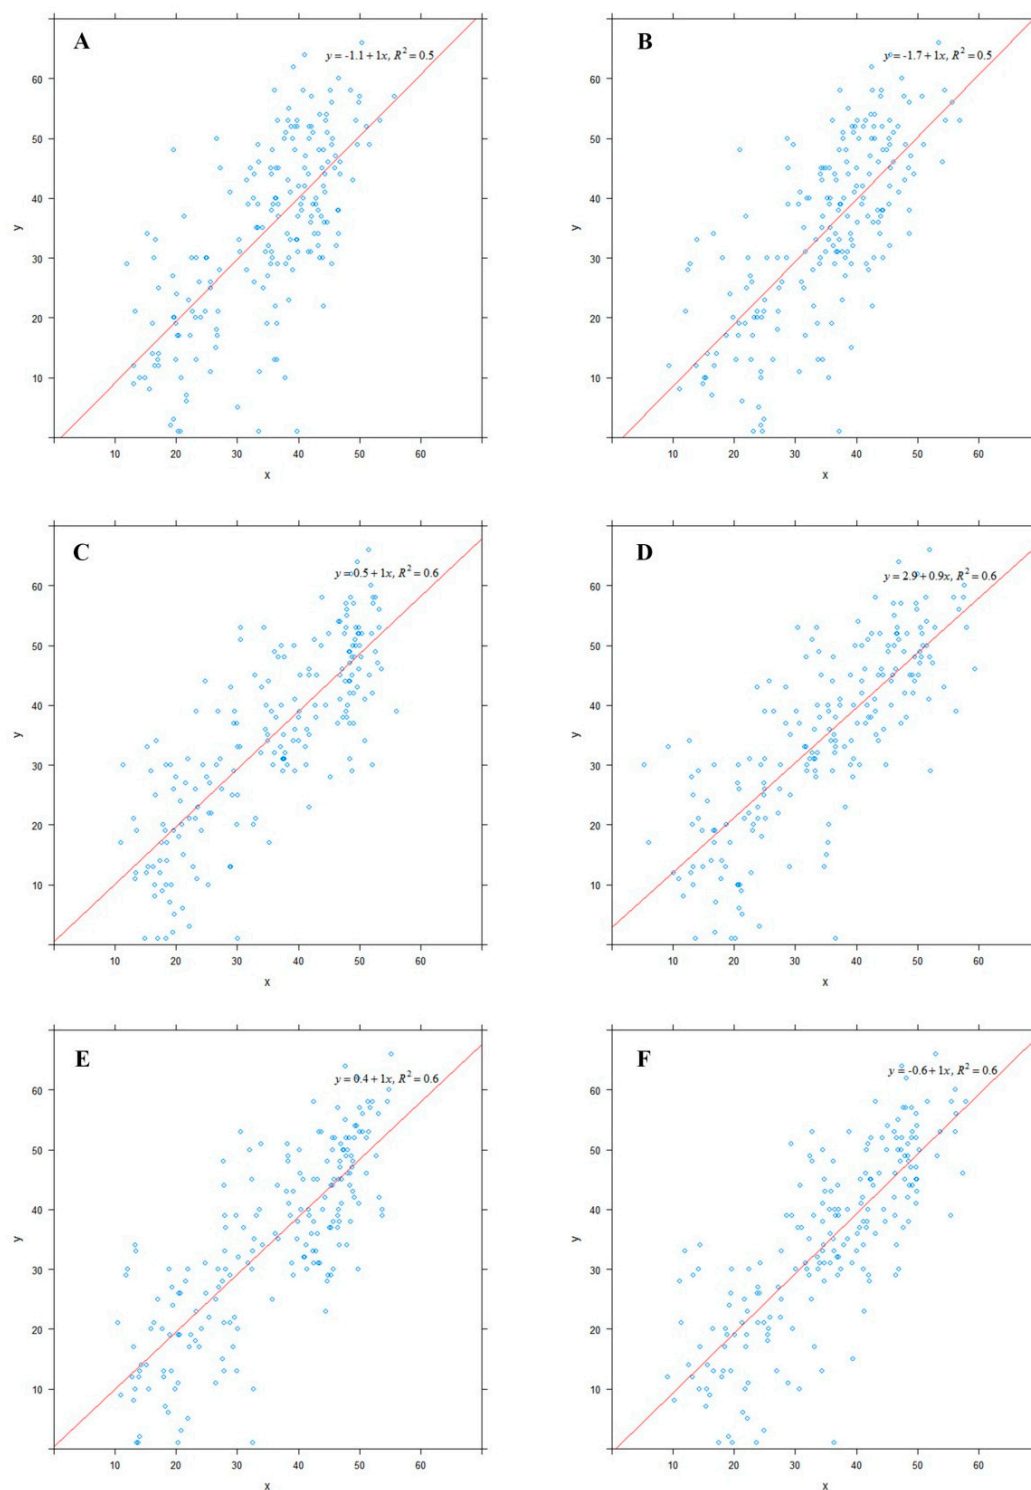 A
y = -1.1 + 1x, R² = 0.5
60
50
40
30
20
10
y
10 20 30 40 50 60
x
B
y = -1.7 + 1x, R² = 0.5
60
50
40
30
20
10
y
10 20 30 40 50 60
x
C
y = 0.5 + 1x, R² = 0.6
60
50
40
30
20
10
y
10 20 30 40 50 60
x
D
y = 2.9 + 0.9x, R² = 0.6
60
50
40
30
20
10
y
10 20 30 40 50 60
x
E
y = 0.4 + 1x, R² = 0.6
60
50
40
30
20
10
y
10 20 30 40 50 60
x
F
y = -0.6 + 1x, R² = 0.6
60
50
40
30
20
10
y
10 20 30 40 50 60
x